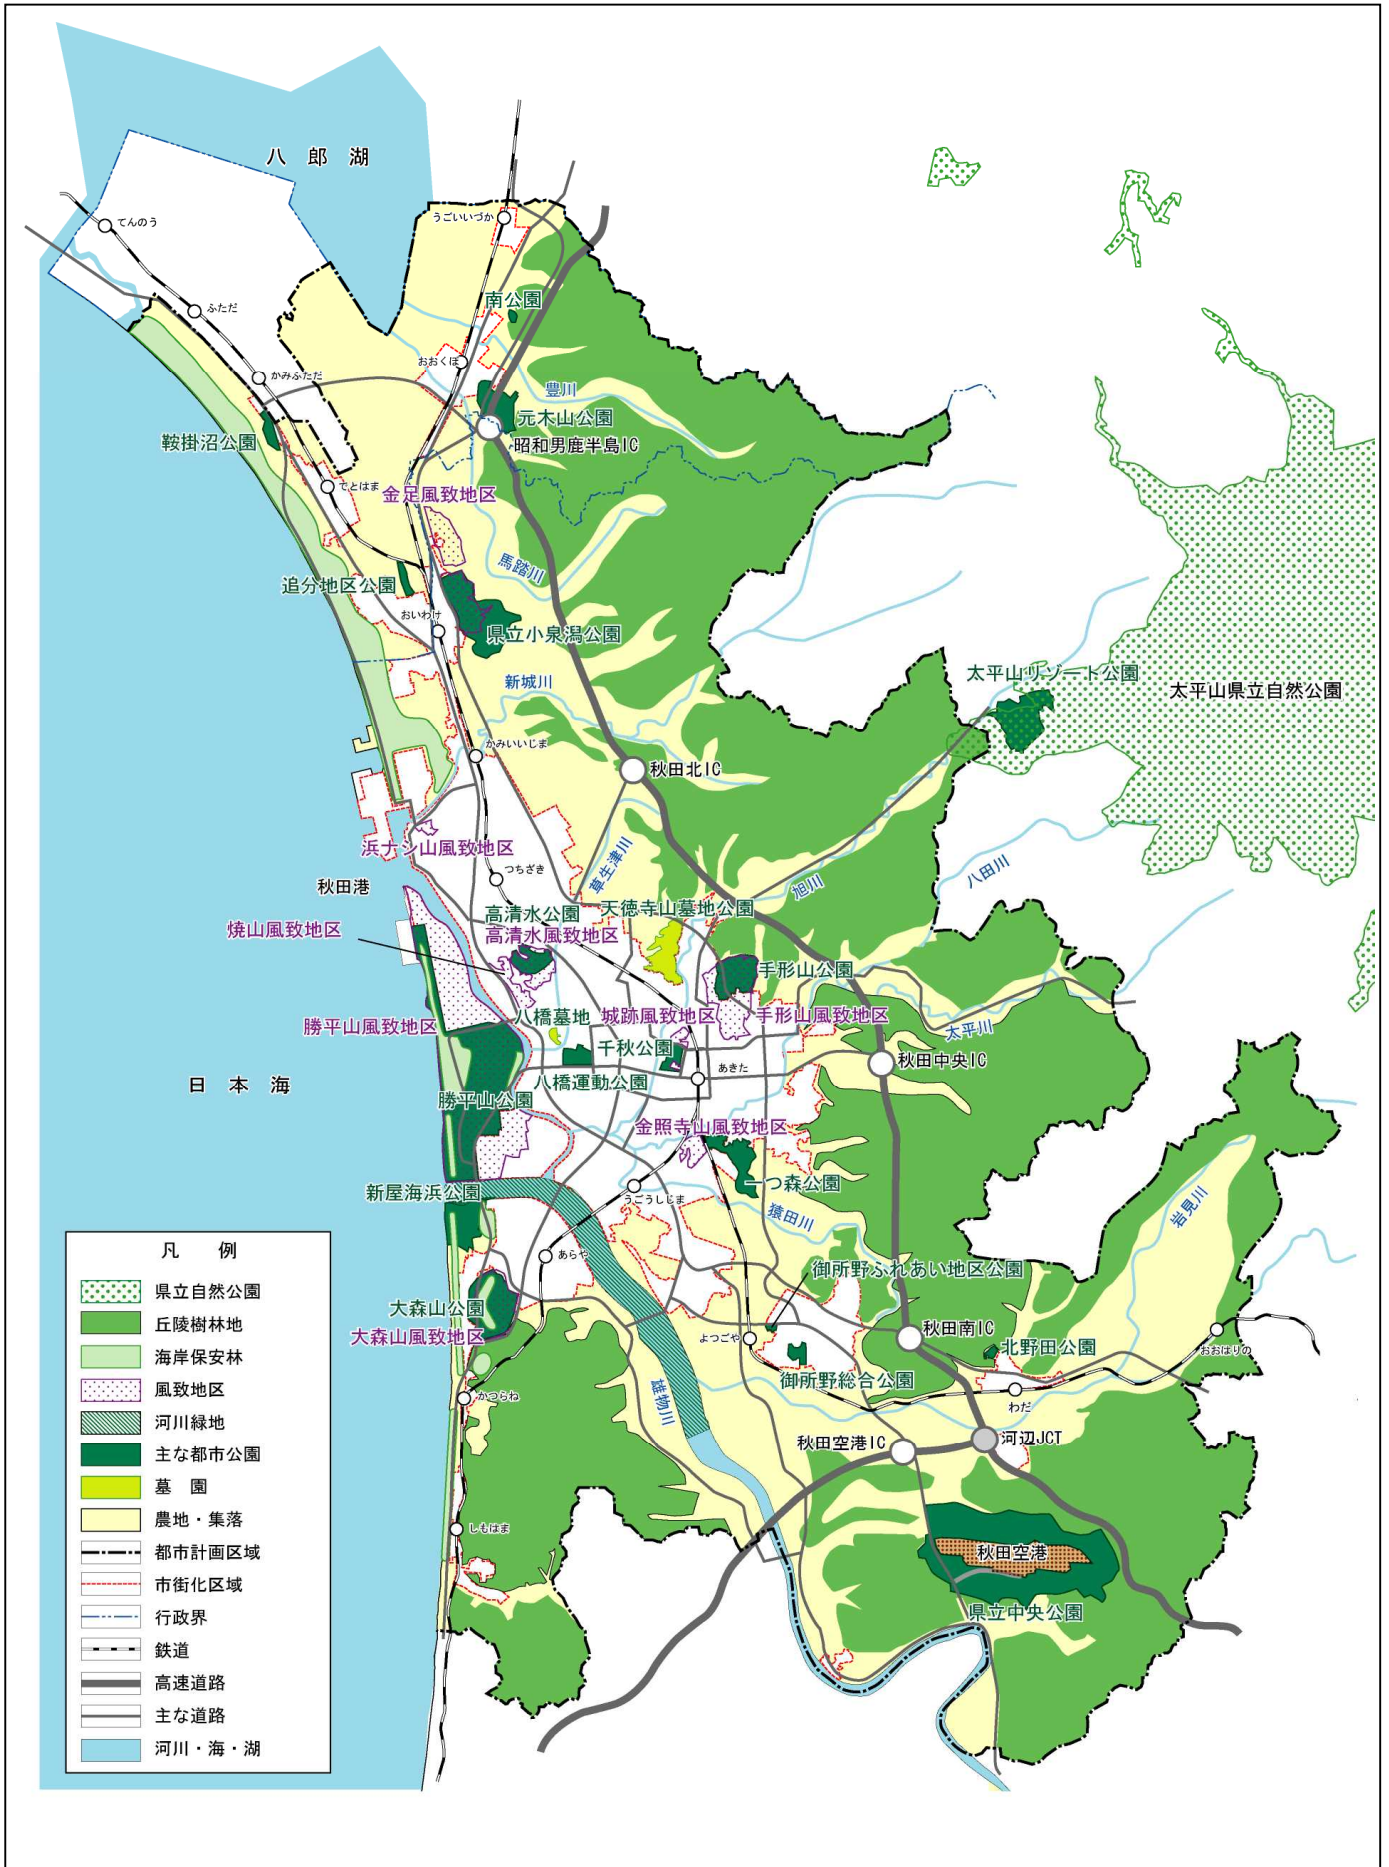 八郎湖
てんのう
うごいいづか
南公園
ふただ
おおくぼ
かみふただ
豊川
元木山公園
鞍掛沼公園
昭和男鹿半島IC
でとはま
金足風致地区
馬踏川
追分地区公園
おいわけ
県立小泉潟公園
新城川
太平山リゾート公園
太平山県立自然公園
かみいいじま
秋田北IC
浜ナシ山風致地区
草生津川
つちざき
旭川
八田川
秋田港
高清水公園
天徳寺山墓地公園
焼山風致地区
高清水風致地区
手形山公園
八橋墓地
城跡風致地区
手形山風致地区
勝平山風致地区
太平川
千秋公園
秋田中央IC
あきた
日本海
八橋運動公園
勝平山公園
金照寺山風致地区
新屋海浜公園
うごうしじま
一つ森公園
猿田川
岩見川
あらや
御所野ふれあい地区公園
大森山公園
大森山風致地区
よつごや
秋田南IC
北野田公園
おおばりの
御所野総合公園
かつらね
雄物川
わだ
秋田空港IC
河辺JCT
しもはま
秋田空港
県立中央公園
凡例
県立自然公園
丘陵樹林地
海岸保安林
風致地区
河川緑地
主な都市公園
墓園
農地・集落
都市計画区域
市街化区域
行政界
鉄道
高速道路
主な道路
河川・海・湖